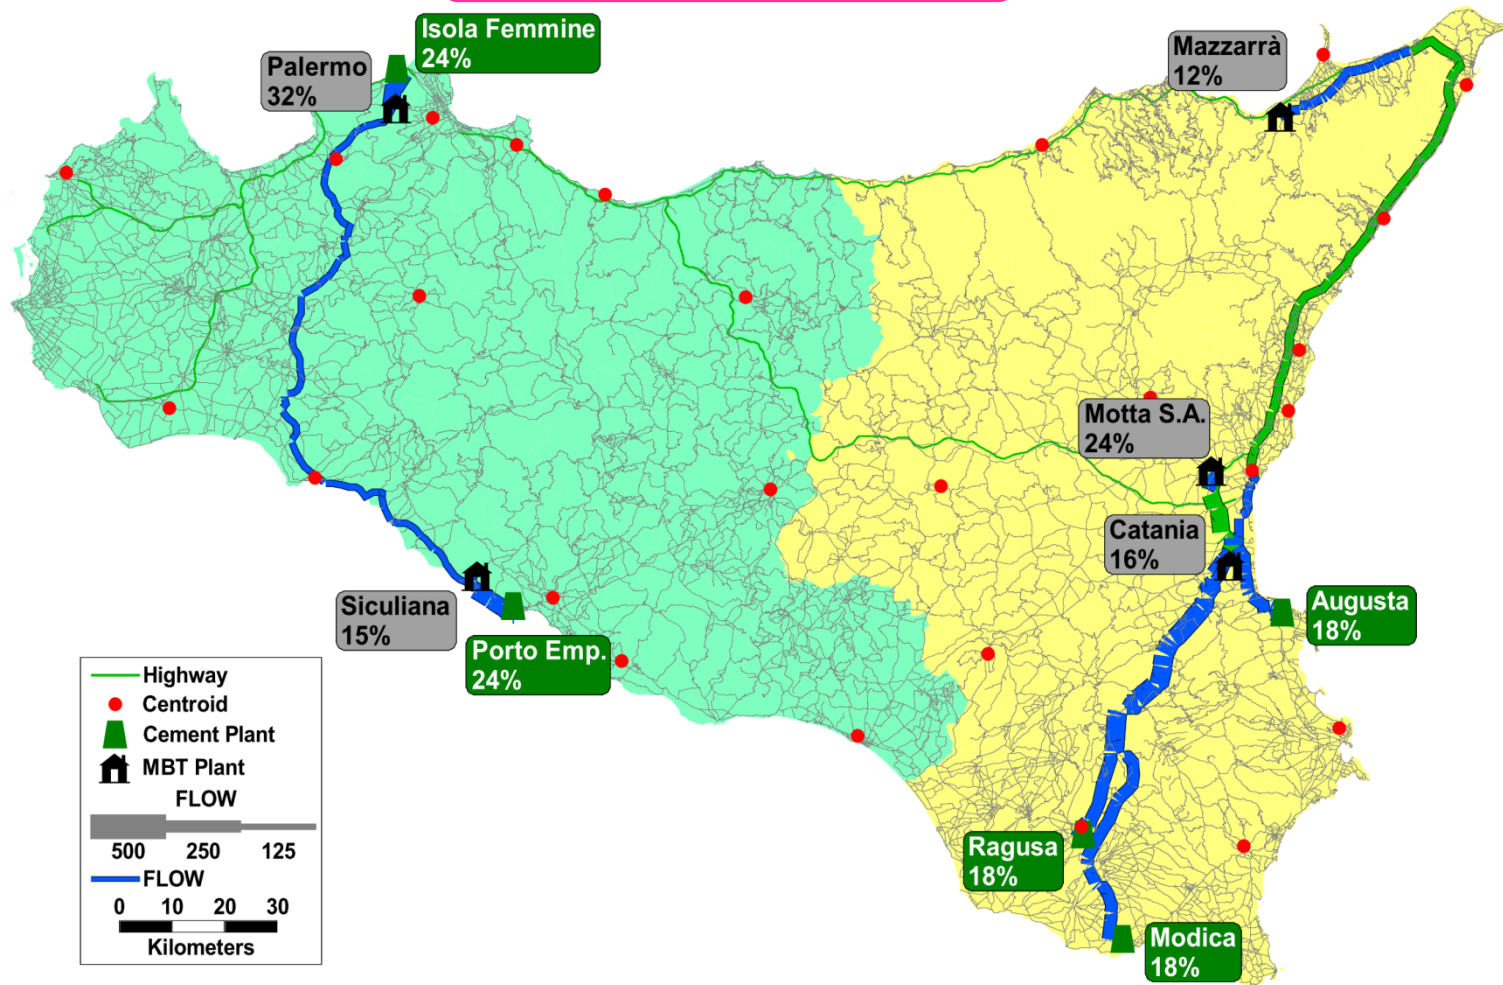 Isola Femmine
24%
Palermo
32%
Mazzarrà
12%
Motta S.A.
24%
Catania
16%
Augusta
18%
Siculiana
15%
Porto Emp.
24%
Ragusa
18%
Modica
18%
Highway
Centroid
Cement Plant
MBT Plant
FLOW
500 250 125
FLOW
0 10 20 30
Kilometers